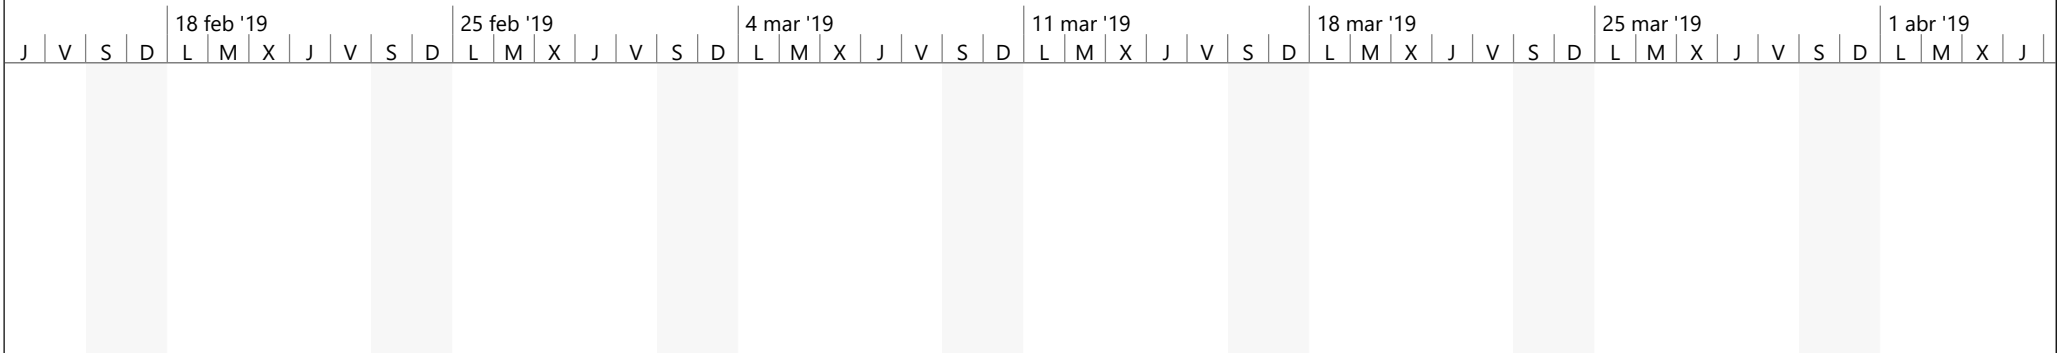 18 feb '19 25 feb '19 4 mar '19 11 mar '19 18 mar '19 25 mar '19 1 abr '19
J V S D L M X J V S D L M X J V S D L M X J V S D L M X J V S D L M X J V S D L M X J V S D L M X J